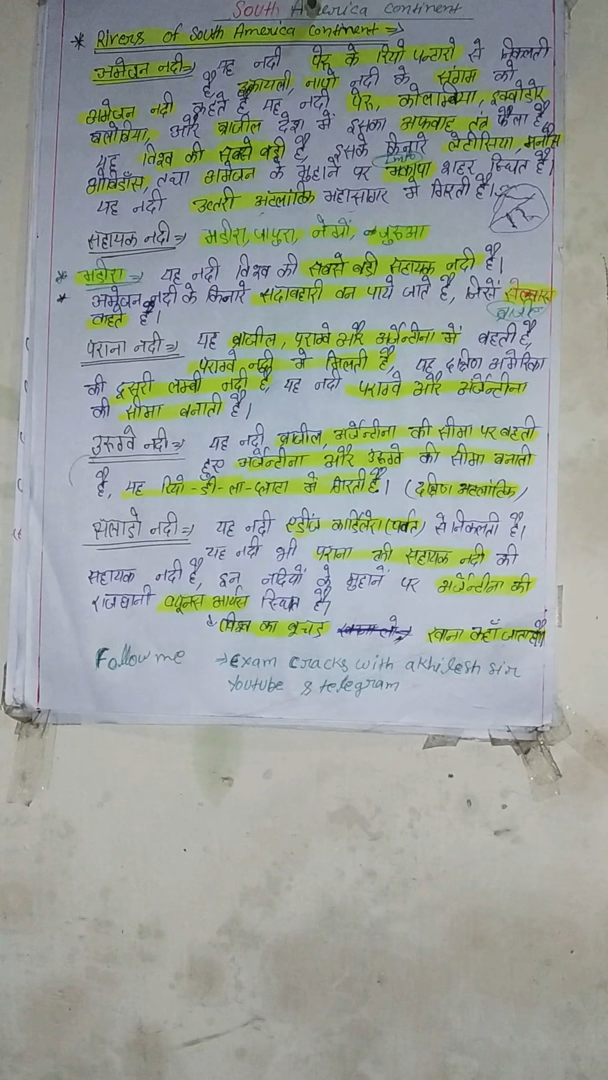 South America Continent
* Rivers of South America Continent ⇒
अमेजन नदी ⇒ यह नदी पेरू के रियो पन्टारो से निकलती
है, उकायली, नापो नदी के संगम को
अमेजन नदी कहते है यह नदी पेरू, कोलाम्बिया, इक्वोडोर
वलीविया, और ब्राजील देश में इसका अफवाह तंत्र फैला है
यह विश्व की सबसे बड़ी है, इसके किनारे लेटीसिया, मनौस
ओविडॉस, तथा अमेजन के मुहाने पर मकापा शहर स्थित है।
यह नदी उत्तरी अटलांटिक महासागर में गिरती है।
सहायक नदी ⇒ मडीरा, जापुरा, नेग्रो, पुरुमा
* मडीरा ⇒ यह नदी विश्व की सबसे बड़ी सहायक नदी है।
* अमेजन नदी के किनारे सदावहारी वन पाये जाते है, जिसे सेल्वास
कहते है।
पराना नदी ⇒ यह ब्राजील, पराग्वे और अर्जेन्टीना में बहती है,
पराग्वे नदी में मिलती है, यह दक्षिण अमेरिका
की दूसरी लम्बी नदी है, यह नदी पराग्वे और अर्जेन्टीना
की सीमा बनाती है।
उरुग्वे नदी ⇒ यह नदी ब्राजील, अर्जेन्टीना की सीमा पर बहती
हुए अर्जेन्टीना और उरूग्वे की सीमा बनाती
है, यह रियो-डी-ला-प्लाटा में गिरती है। (दक्षिण अटलांतिक)
सॅलाडो नदी ⇒ यह नदी एंडीज कार्डिलेरा (पर्वत) से निकलती है।
यह नदी भी पराना की सहायक नदी की
सहायक नदी है, इन नदियों के मुहानें पर अर्जेन्टीना की
राजधानी व्यूनस आयर्स स्थित है।
विश्व का बूचड़ खाना कहाँ जाता है।
Follow me → Exam Cracks with akhilesh sir
Youtube & telegram